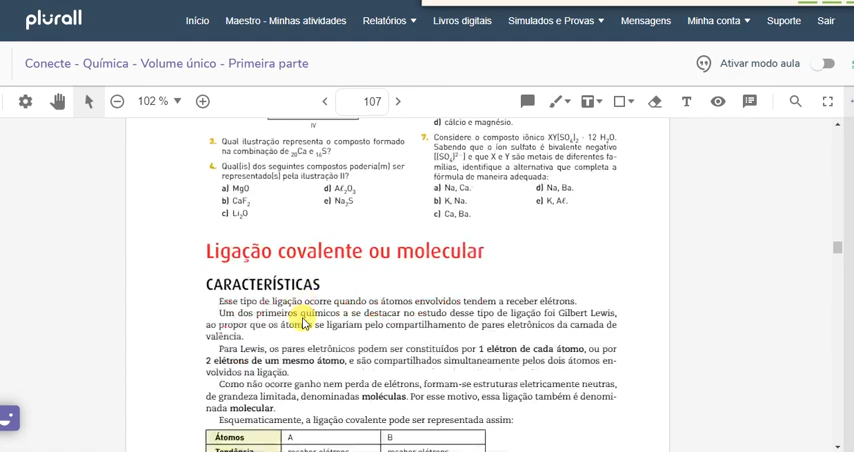 plurall
Início
Maestro - Minhas atividades
Relatórios
Livros digitais
Simulados e Provas
Mensagens
Minha conta
Suporte
Sair
Conecte - Química - Volume único - Primeira parte
Ativar modo aula
102 %
107
IV
3. Qual ilustração representa o composto formado
na combinação de 20Ca e 16S?
4. Qual(is) dos seguintes compostos poderia(m) ser
representado(s) pela ilustração II?
a) MgO
d) Aℓ2O3
b) CaF2
e) Na2S
c) Li2O
d) cálcio e magnésio.
7. Considere o composto iônico XY[SO4]2 · 12 H2O.
Sabendo que o íon sulfato é bivalente negativo
[(SO4)2-] e que X e Y são metais de diferentes fa-
mílias, identifique a alternativa que completa a
fórmula de maneira adequada:
a) Na, Ca.
d) Na, Ba.
b) K, Na.
e) K, Aℓ.
c) Ca, Ba.
Ligação covalente ou molecular
CARACTERÍSTICAS
Esse tipo de ligação ocorre quando os átomos envolvidos tendem a receber elétrons.
Um dos primeiros químicos a se destacar no estudo desse tipo de ligação foi Gilbert Lewis,
ao propor que os átomos se ligariam pelo compartilhamento de pares eletrônicos da camada de
valência.
Para Lewis, os pares eletrônicos podem ser constituídos por 1 elétron de cada átomo, ou por
2 elétrons de um mesmo átomo, e são compartilhados simultaneamente pelos dois átomos en-
volvidos na ligação.
Como não ocorre ganho nem perda de elétrons, formam-se estruturas eletricamente neutras,
de grandeza limitada, denominadas moléculas. Por esse motivo, essa ligação também é denomi-
nada molecular.
Esquematicamente, a ligação covalente pode ser representada assim:
Átomos A B
Tendência receber elétrons receber elétrons